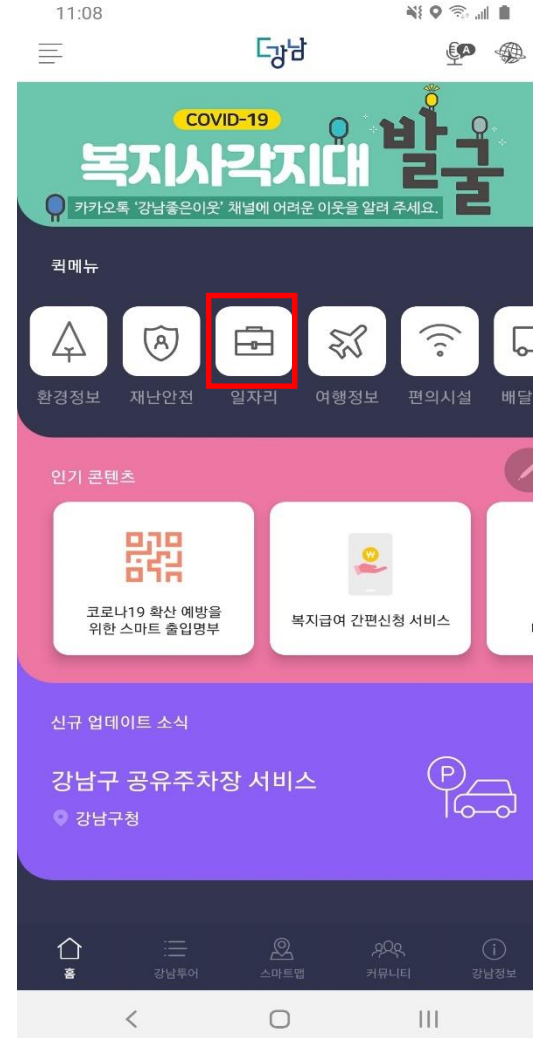 11:08
더강남
A
COVID-19
복지사각지대 발굴
카카오톡 '강남좋은이웃' 채널에 어려운 이웃을 알려 주세요.
퀵메뉴
환경정보 재난안전 일자리 여행정보 편의시설 배달
인기 콘텐츠
코로나19 확산 예방을
위한 스마트 출입명부
₩
복지급여 간편신청 서비스
신규 업데이트 소식
강남구 공유주차장 서비스
강남구청
P
홈 강남투어 스마트맵 커뮤니티 강남정보